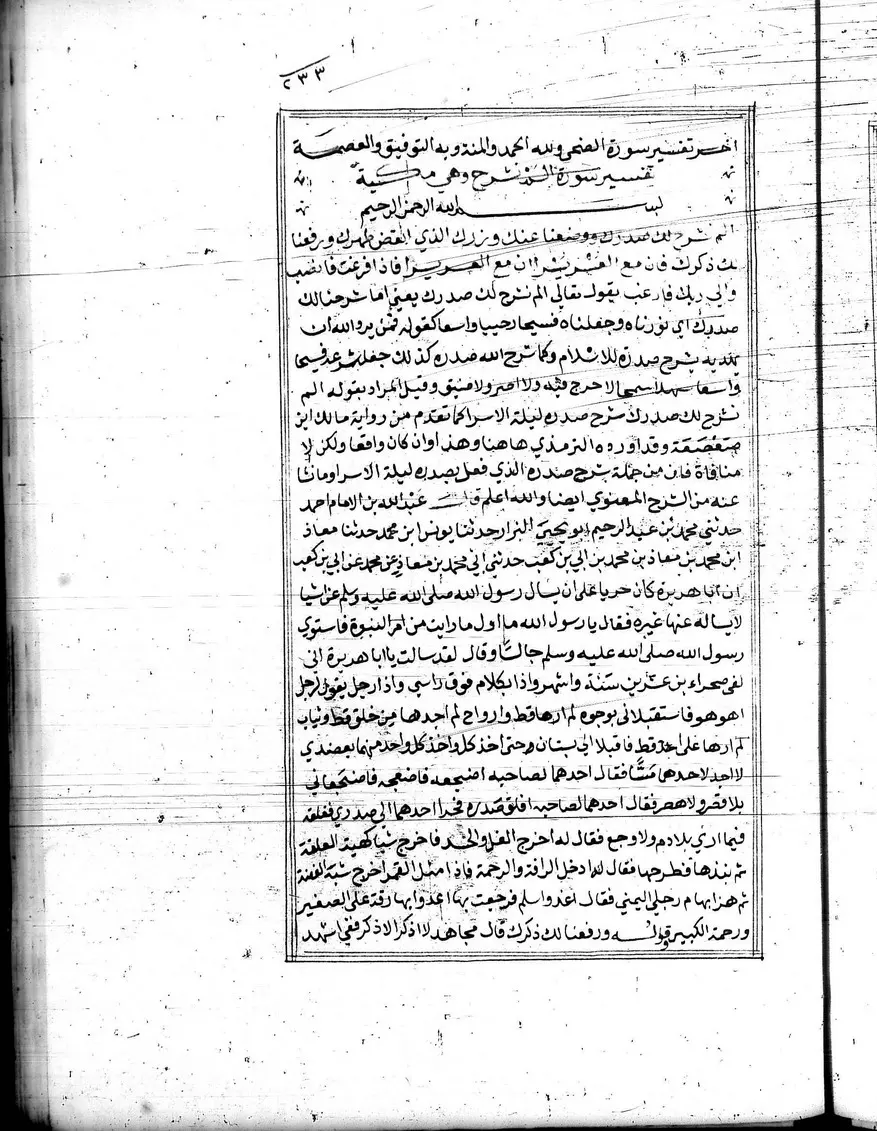 ٢٣٣
اخر تفسير سورة الضحى ولله الحمد والمنة وبه التوفيق والعصمة
تفسير سورة الم نشرح وهي مكية
بسم الله الرحمن الرحيم
الم نشرح لك صدرك ووضعنا عنك وزرك الذي انقض ظهرك ورفعنا
لك ذكرك فان مع العسر يسرا ان مع العسر يسرا فاذا فرغت فانصب
والى ربك فارغب يقول تعالى الم نشرح لك صدرك يعني اما شرحنا لك
صدرك اي نورناه وجعلناه فسيحا رحيبا واسعا كقوله فمن يرد الله ان
يهديه يشرح صدره للاسلام وكما شرح الله صدره كذلك جعل شرعه فسيحا
واسعا سهلا سمحا لا حرج فيه ولا اصر ولا ضيق وقيل المراد بقوله الم
نشرح لك صدرك شرح صدره ليلة الاسرا كما تقدم من رواية مالك ابن
صعصعة وقد اورده الترمذي هاهنا وهذا وان كان واقعا ولكن لا
منافاة فان من جملة شرح صدره الذي فعل بصدره ليلة الاسرا وما نشا
عنه من الشرح المعنوي ايضا والله اعلم قال عبد الله بن الامام احمد
حدثني محمد بن عبد الرحيم ابو يحيى البزار حدثنا يونس ابن محمد حدثنا معاذ
ابن محمد بن معاذ بن محمد بن ابي بن كعب حدثني ابي محمد بن معاذ عن محمد عن ابي بن كعب
ان ابا هريرة كان جريا على ان يسال رسول الله صلى الله عليه وسلم عن اشيا
لا يساله عنها غيره فقال يا رسول الله ما اول ما رايت من امر النبوة فاستوى
رسول الله صلى الله عليه وسلم جالسا وقال لقد سالت يا ابا هريرة اني
لفي صحراء بن عشرين سنة واشهر واذا بكلام فوق راسي واذا رجل يقول لرجل
اهو هو فاستقبلاني بوجوه لم ارها قط وارواح لم اجدها من خلق قط وثياب
لم ارها على احد قط فاقبلا الي يمشيان حتى اخذ كل واحد منهما بعضدي
لا اجد لاحدهما مسا فقال احدهما لصاحبه اضجعه فاضجعاني
بلا قصر ولا هصر فقال احدهما لصاحبه افلق صدره فحوا احدهما الى صدري ففلقه
فيما ارى بلا دم ولا وجع فقال له اخرج الغل والحسد فاخرج شيا كهية العلقة
ثم نبذها فطرحها فقال له ادخل الرافة والرحمة فاذا مثل القمر اخرج شبة الفضة
ثم هز ابهام رجلي اليمنى فقال اغد واسلم فرجعت بها اغدوا بها رقة على الصغير
ورحمة الكبير وقوله ورفعنا لك ذكرك قال مجاهد لا اذكر الا ذكرت معي اشهد